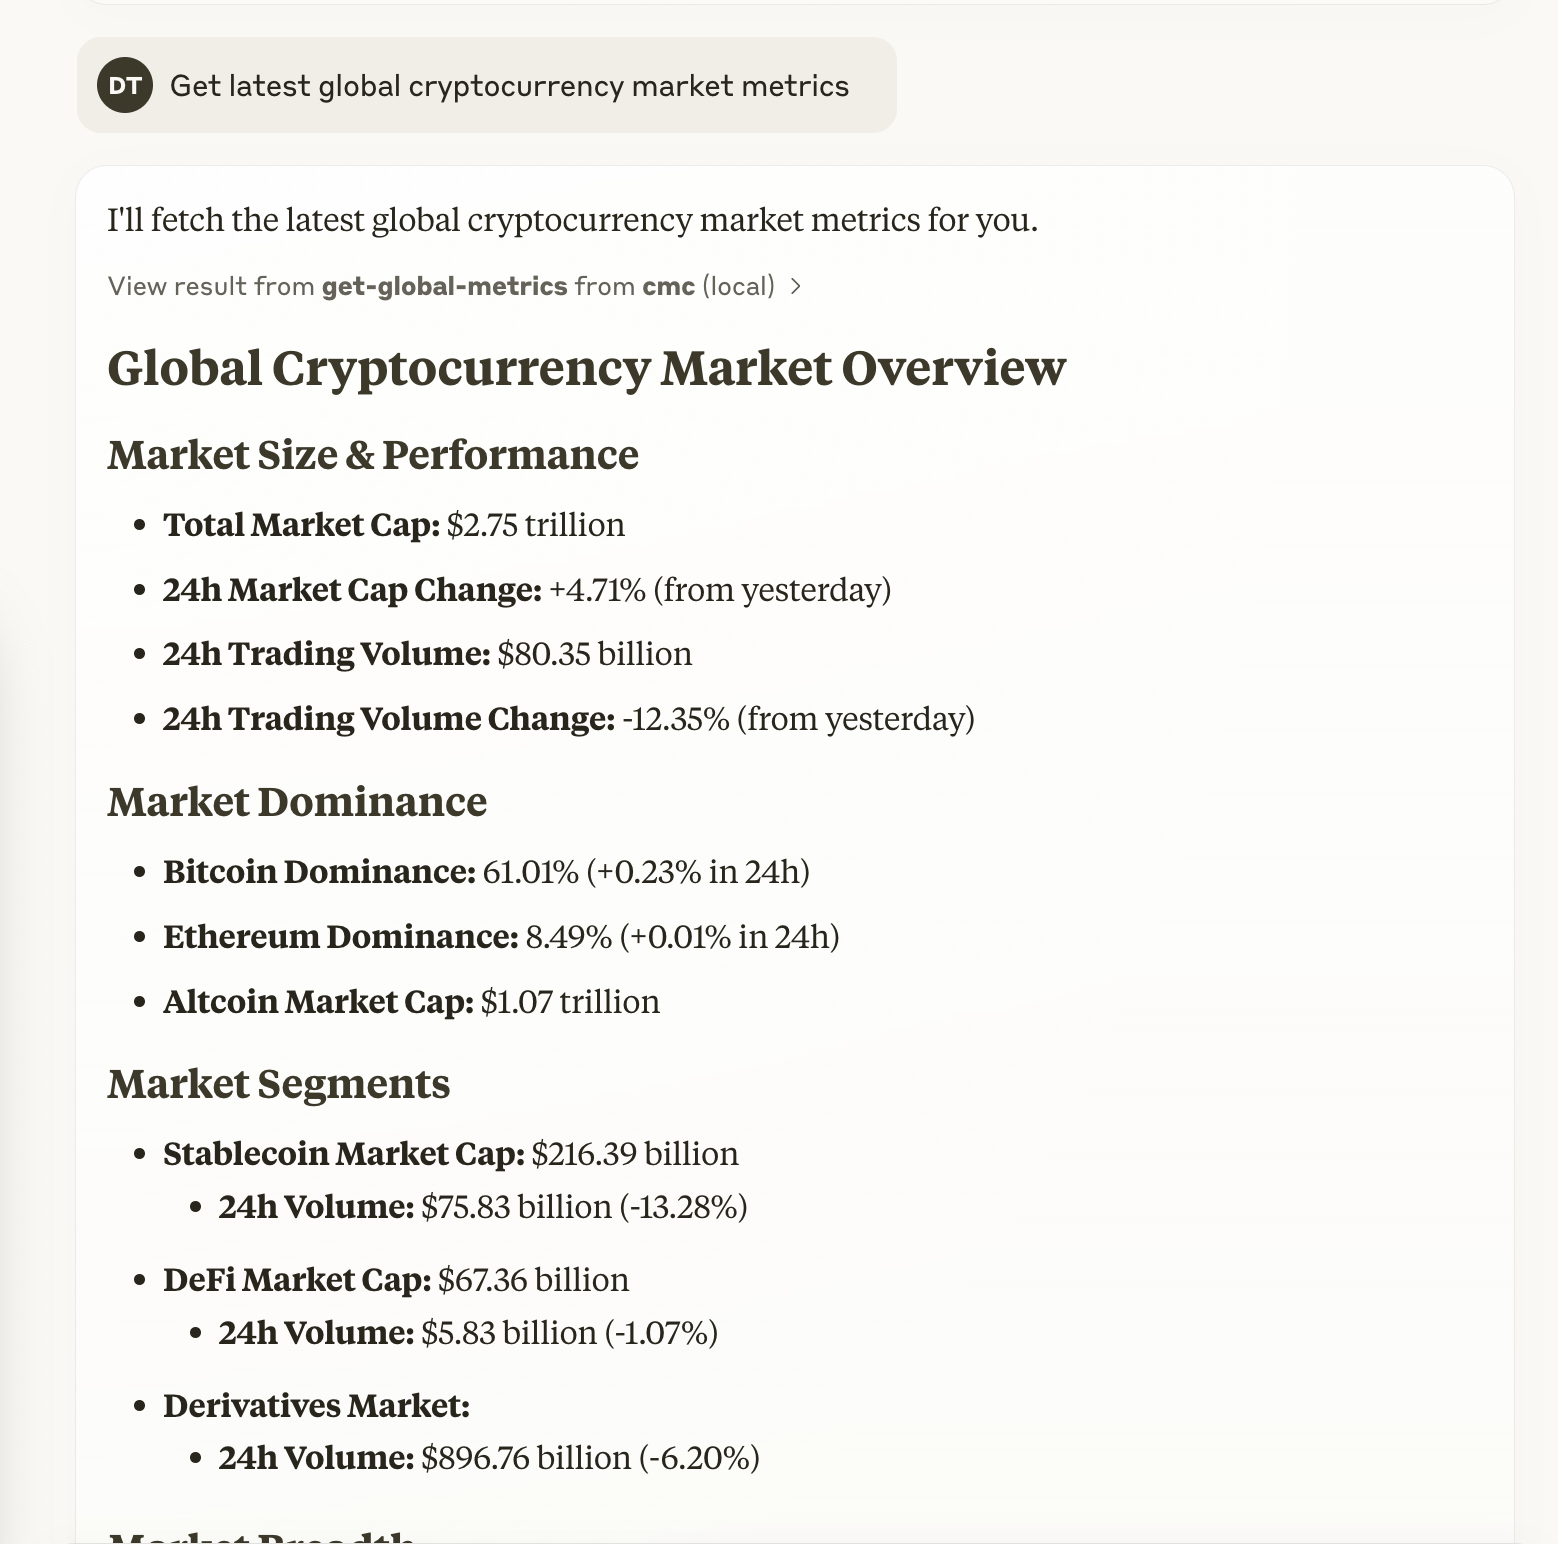 DT
Get latest global cryptocurrency market metrics
I'll fetch the latest global cryptocurrency market metrics for you.
View result from get-global-metrics from cmc (local)
Global Cryptocurrency Market Overview
Market Size & Performance
Total Market Cap: $2.75 trillion
24h Market Cap Change: +4.71% (from yesterday)
24h Trading Volume: $80.35 billion
24h Trading Volume Change: -12.35% (from yesterday)
Market Dominance
Bitcoin Dominance: 61.01% (+0.23% in 24h)
Ethereum Dominance: 8.49% (+0.01% in 24h)
Altcoin Market Cap: $1.07 trillion
Market Segments
Stablecoin Market Cap: $216.39 billion
24h Volume: $75.83 billion (-13.28%)
DeFi Market Cap: $67.36 billion
24h Volume: $5.83 billion (-1.07%)
Derivatives Market:
24h Volume: $896.76 billion (-6.20%)
Market Breadth